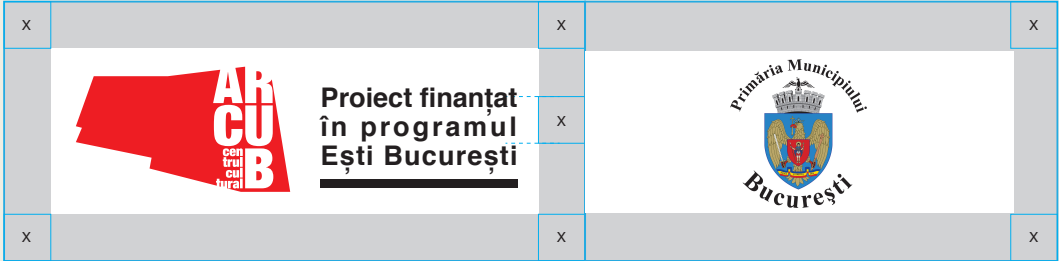 X
X
X
AR
CU
B
cen
trul
cul
tural
Proiect finanțat
în programul
Ești București
X
Primăria Municipiului
București
X
X
X